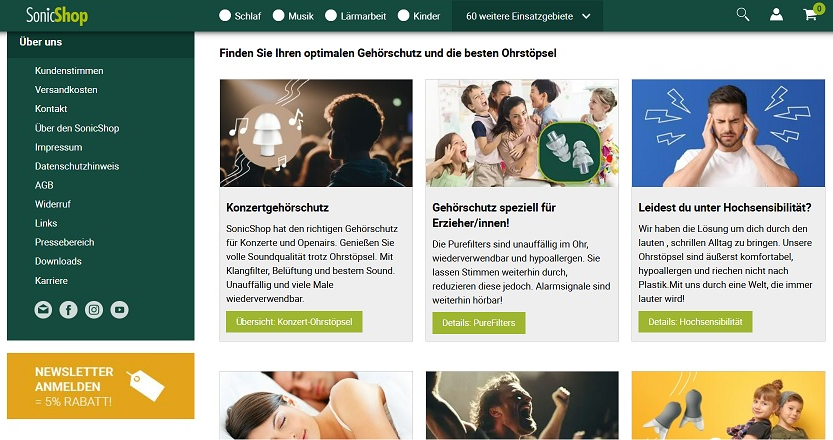 SonicShop
Schlaf
Musik
Lärmarbeit
Kinder
60 weitere Einsatzgebiete
0
Über uns
Kundenstimmen
Versandkosten
Kontakt
Über den SonicShop
Impressum
Datenschutzhinweis
AGB
Widerruf
Links
Pressebereich
Downloads
Karriere
NEWSLETTER
ANMELDEN
= 5% RABATT!
Finden Sie Ihren optimalen Gehörschutz und die besten Ohrstöpsel
Konzertgehörschutz
SonicShop hat den richtigen Gehörschutz
für Konzerte und Openairs. Genießen Sie
volle Soundqualität trotz Ohrstöpsel. Mit
Klangfilter, Belüftung und bestem Sound.
Unauffällig und viele Male
wiederverwendbar.
Übersicht: Konzert-Ohrstöpsel
Gehörschutz speziell für
Erzieher/innen!
Die Purefilters sind unauffällig im Ohr,
wiederverwendbar und hypoallergen. Sie
lassen Stimmen weiterhin durch,
reduzieren diese jedoch. Alarmsignale sind
weiterhin hörbar!
Details: PureFilters
Leidest du unter Hochsensibilität?
Wir haben die Lösung um dich durch den
lauten , schrillen Alltag zu bringen. Unsere
Ohrstöpsel sind äußerst komfortabel,
hypoallergen und riechen nicht nach
Plastik.Mit uns durch eine Welt, die immer
lauter wird!
Details: Hochsensibilität